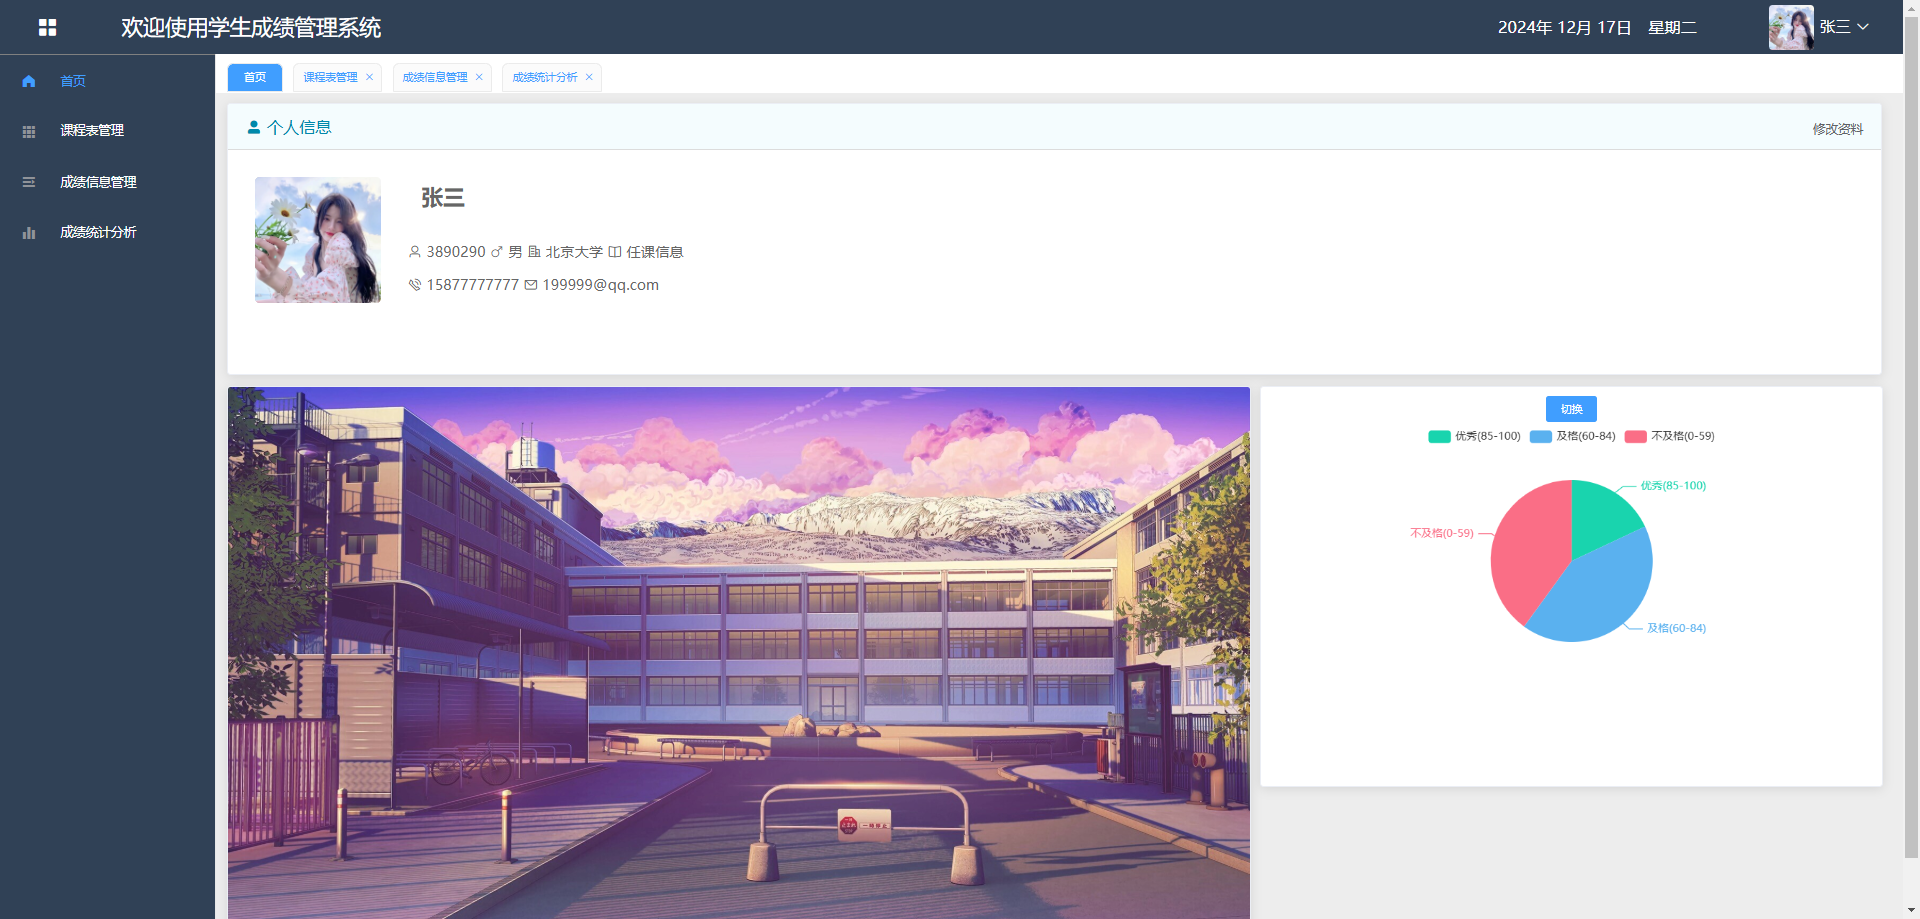 欢迎使用学生成绩管理系统
2024年 12月 17日 星期二
张三
首页
课程表管理
成绩信息管理
成绩统计分析
首页
课程表管理
成绩信息管理
成绩统计分析
个人信息
修改资料
张三
3890290 男 北京大学 任课信息
15877777777 199999@qq.com
切换
优秀(85-100) 及格(60-84) 不及格(0-59)
优秀(85-100)
不及格(0-59)
及格(60-84)